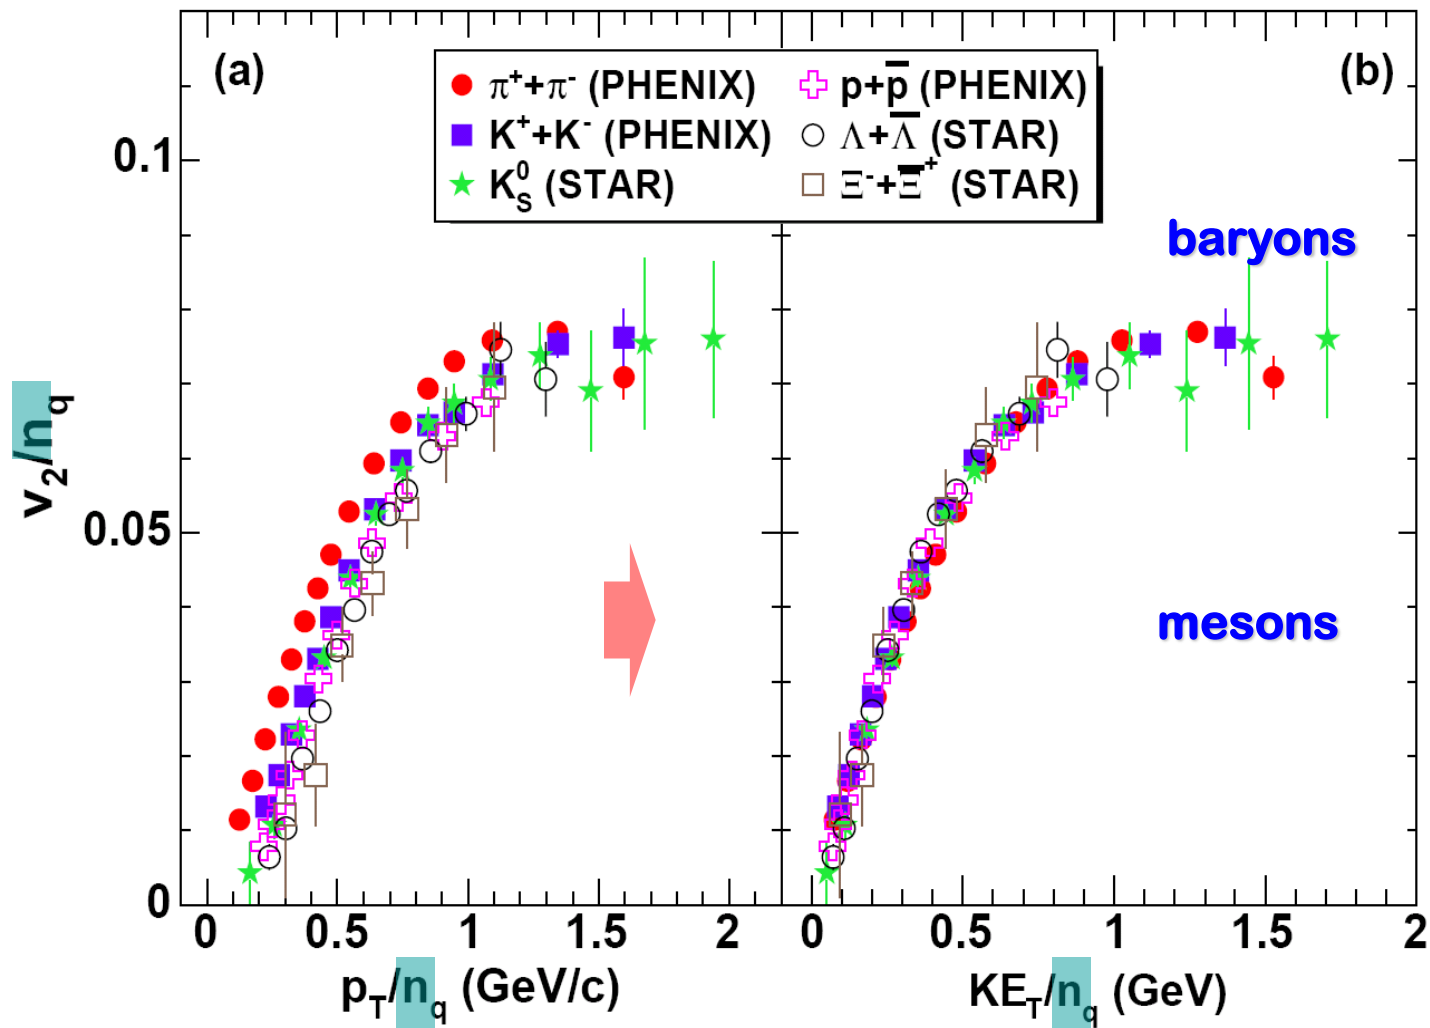 (a)
(b)
π⁺+π⁻ (PHENIX)
K⁺+K⁻ (PHENIX)
K⁰_S (STAR)
p+p̅ (PHENIX)
Λ+Λ̅ (STAR)
Ξ⁻+Ξ̅⁺ (STAR)
baryons
mesons
v₂/n_q
0.1
0.05
0
0 0.5 1 1.5 2
0 0.5 1 1.5 2
p_T/n_q (GeV/c)
KE_T/n_q (GeV)